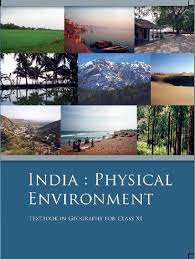 INDIA : PHYSICAL
ENVIRONMENT
TEXTBOOK IN GEOGRAPHY FOR CLASS XI